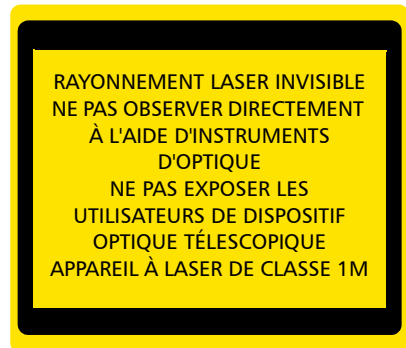 RAYONNEMENT LASER INVISIBLE
NE PAS OBSERVER DIRECTEMENT
À L'AIDE D'INSTRUMENTS
D'OPTIQUE
NE PAS EXPOSER LES
UTILISATEURS DE DISPOSITIF
OPTIQUE TÉLESCOPIQUE
APPAREIL À LASER DE CLASSE 1M